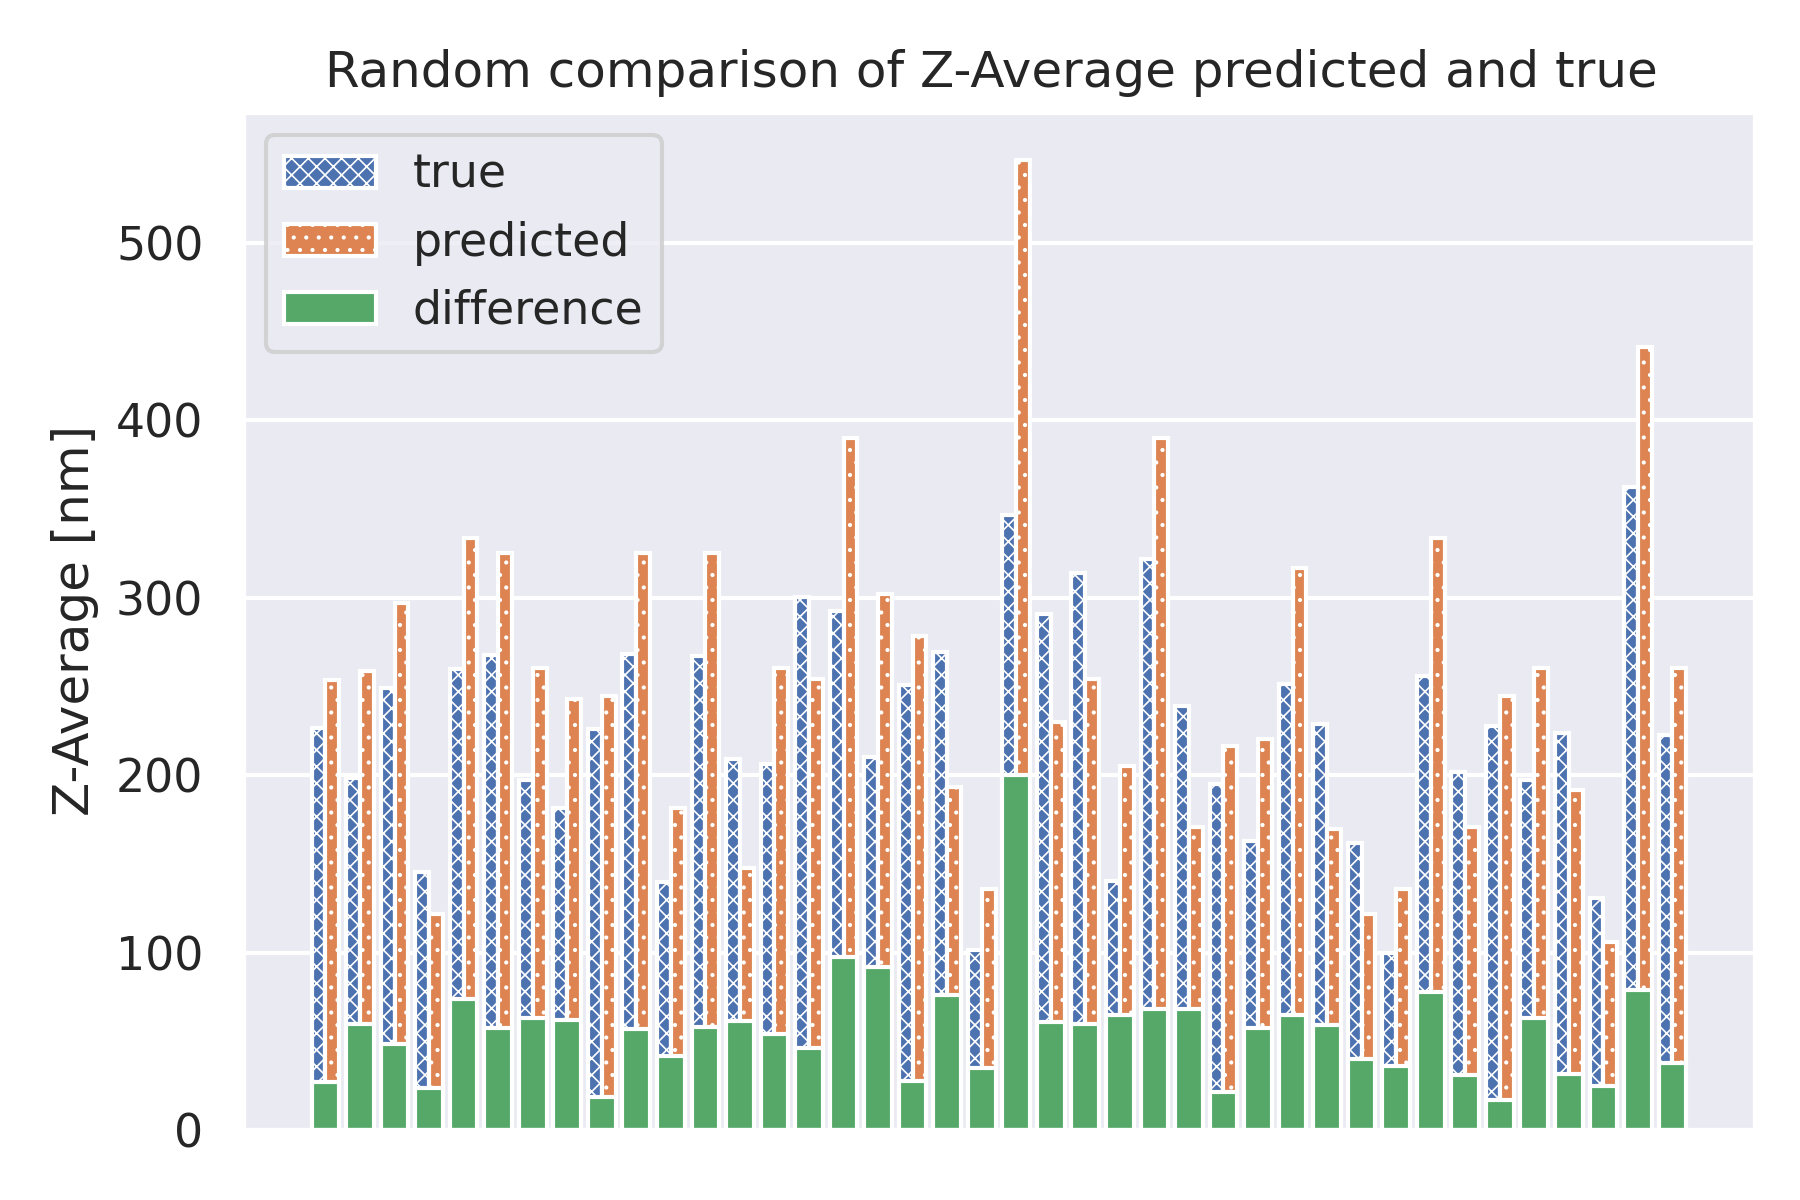 Random comparison of Z-Average predicted and true
true
predicted
difference
Z-Average [nm]
500
400
300
200
100
0